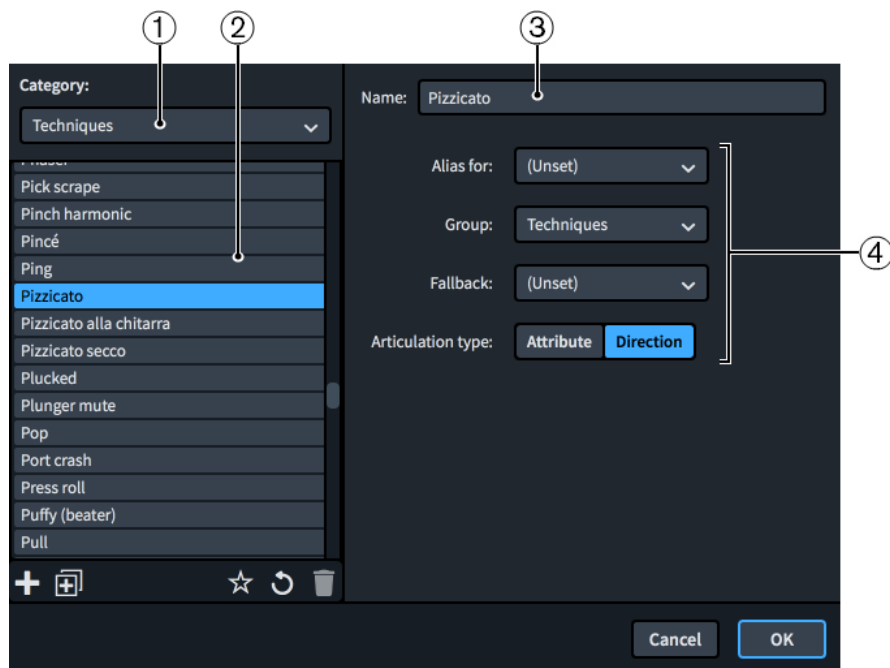 ① ② ③
Category:
Techniques
Name: Pizzicato
Phaser
Pick scrape
Pinch harmonic
Pincé
Ping
Pizzicato
Pizzicato alla chitarra
Pizzicato secco
Plucked
Plunger mute
Pop
Port crash
Press roll
Puffy (beater)
Pull
Alias for: (Unset)
Group: Techniques
Fallback: (Unset)
Articulation type: Attribute Direction
④
Cancel OK